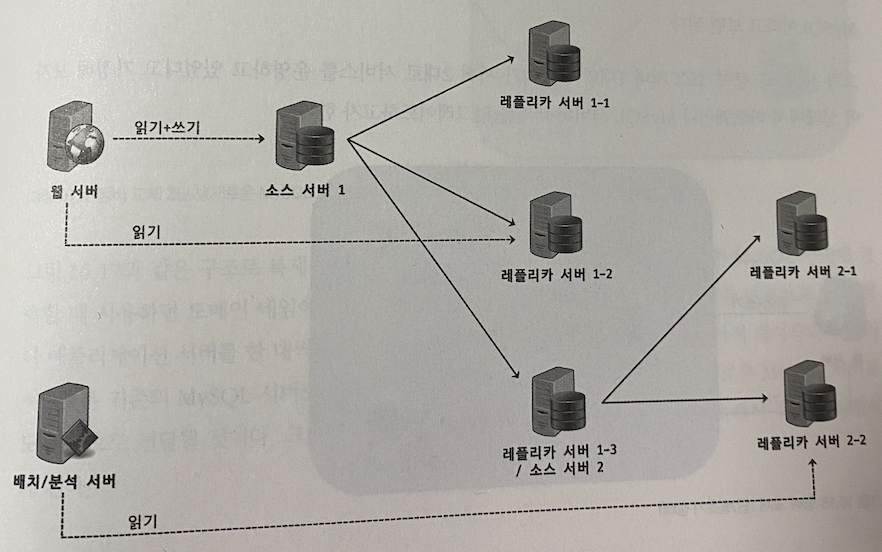 레플리카 서버 1-1
읽기+쓰기
웹 서버
소스 서버 1
읽기
레플리카 서버 1-2
레플리카 서버 2-1
레플리카 서버 1-3
/ 소스 서버 2
레플리카 서버 2-2
배치/분석 서버
읽기